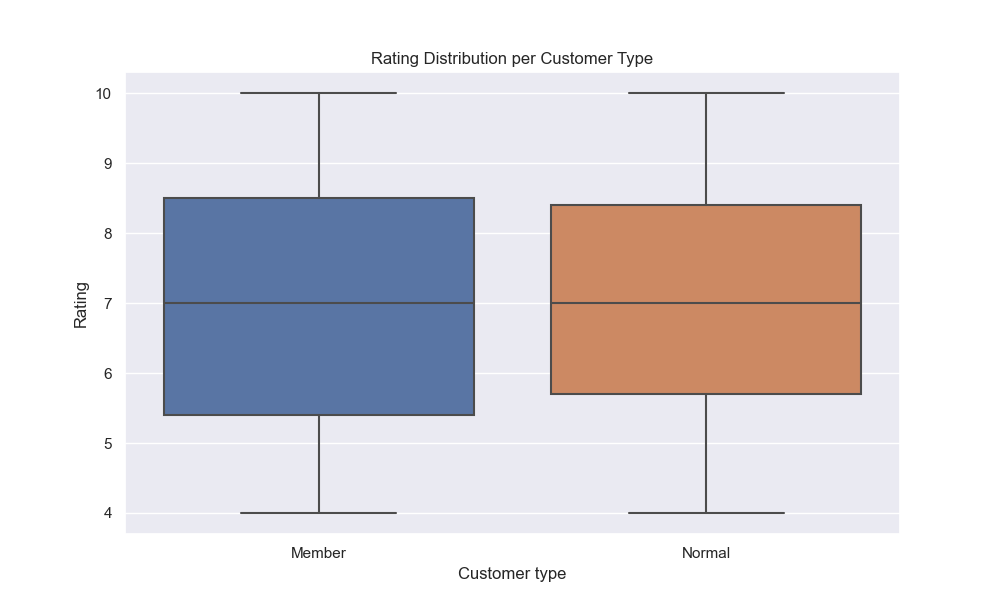 Rating Distribution per Customer Type
10
9
8
7
6
5
4
Rating
Member
Normal
Customer type